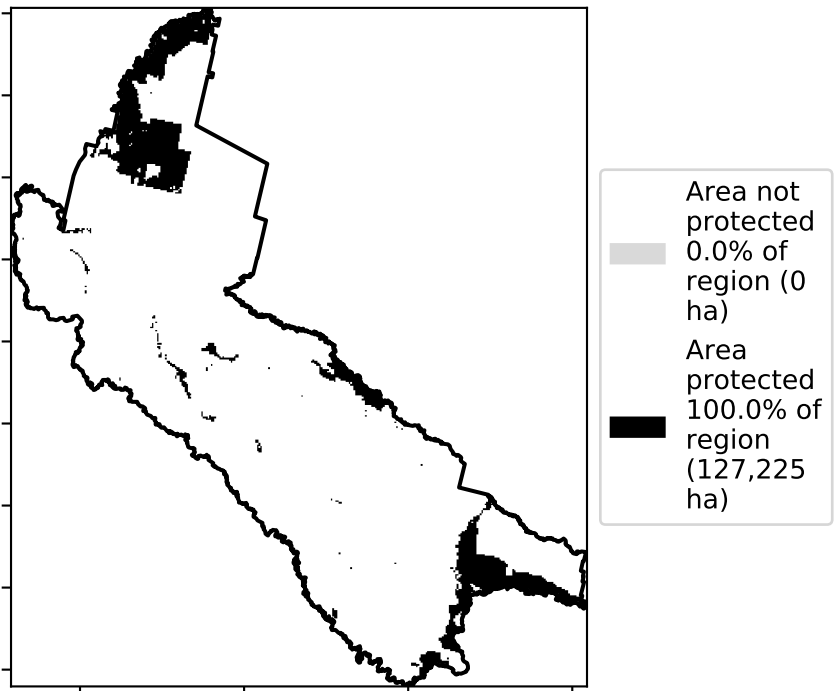 Area not
protected
0.0% of
region (0
ha)
Area
protected
100.0% of
region
(127,225
ha)